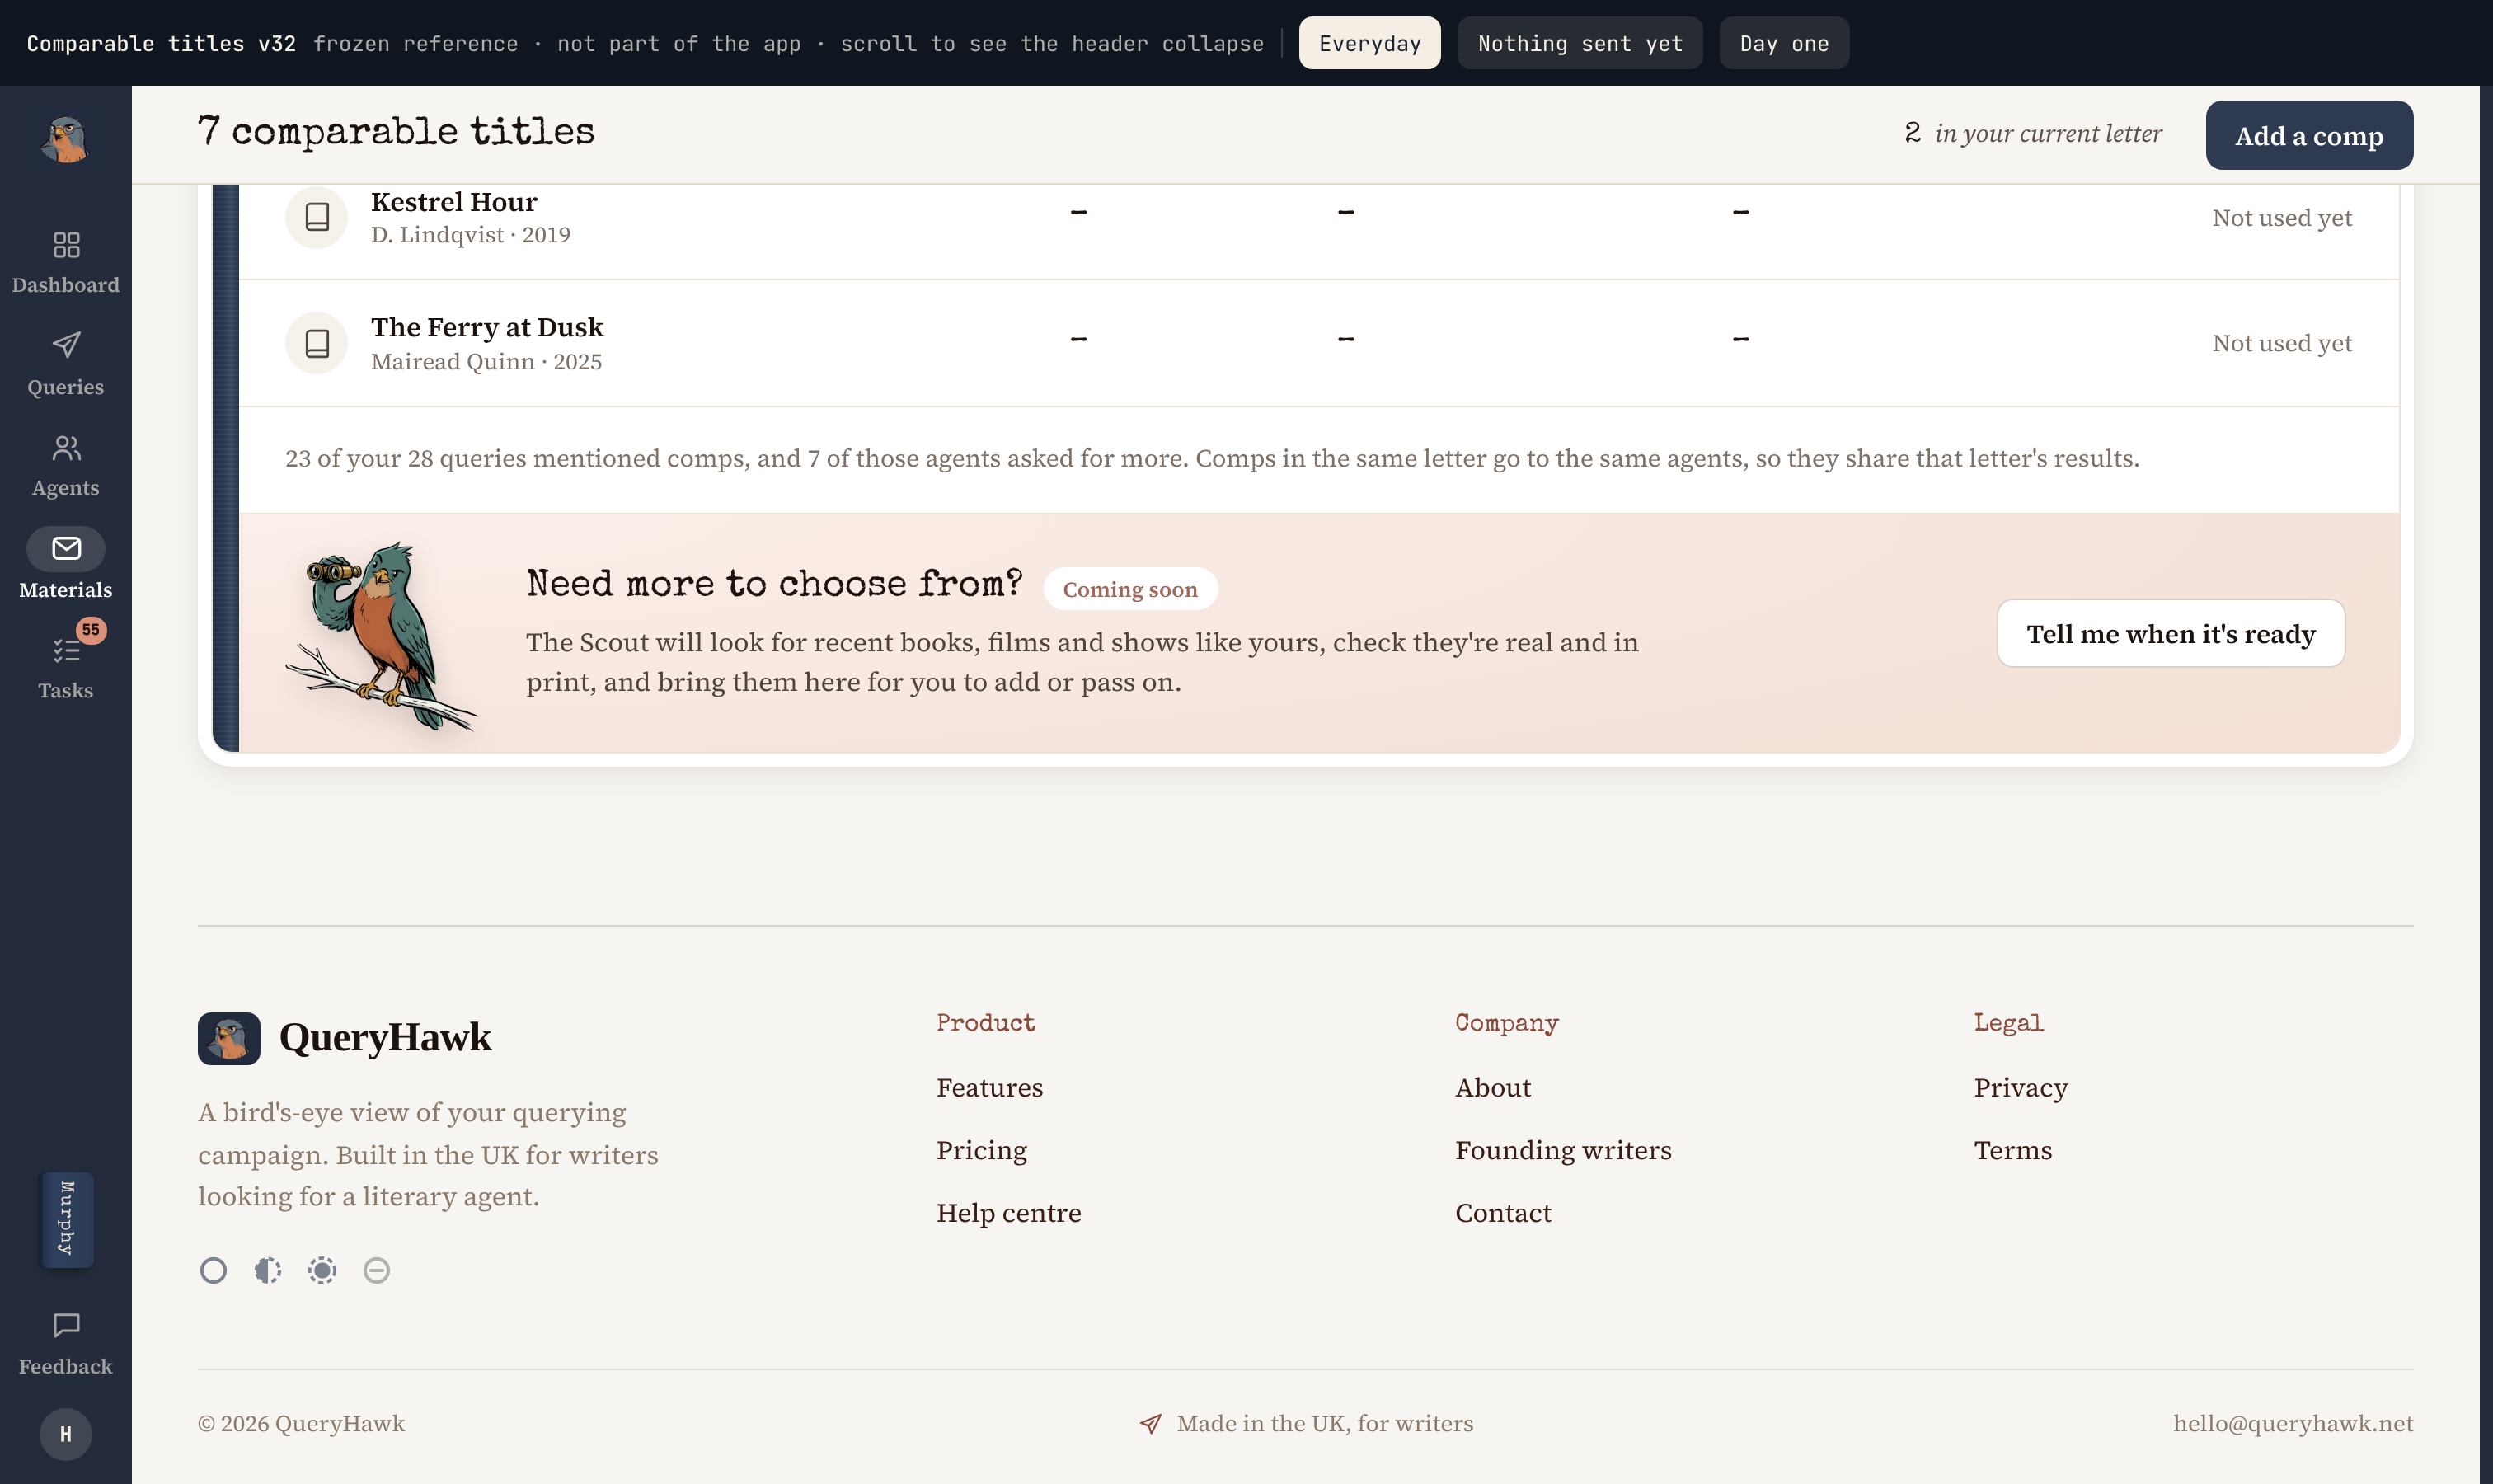 Comparable titles v32 frozen reference · not part of the app · scroll to see the header collapse Everyday Nothing sent yet Day one
7 comparable titles
2 in your current letter
Add a comp
Dashboard
Queries
Agents
Materials
55
Tasks
Murphy
Feedback
H
Kestrel Hour
D. Lindqvist · 2019
– – –
Not used yet
The Ferry at Dusk
Mairead Quinn · 2025
– – –
Not used yet
23 of your 28 queries mentioned comps, and 7 of those agents asked for more. Comps in the same letter go to the same agents, so they share that letter's results.
Need more to choose from? Coming soon
The Scout will look for recent books, films and shows like yours, check they're real and in
print, and bring them here for you to add or pass on.
Tell me when it's ready
QueryHawk
A bird's-eye view of your querying
campaign. Built in the UK for writers
looking for a literary agent.
Product
Features
Pricing
Help centre
Company
About
Founding writers
Contact
Legal
Privacy
Terms
© 2026 QueryHawk
Made in the UK, for writers
hello@queryhawk.net